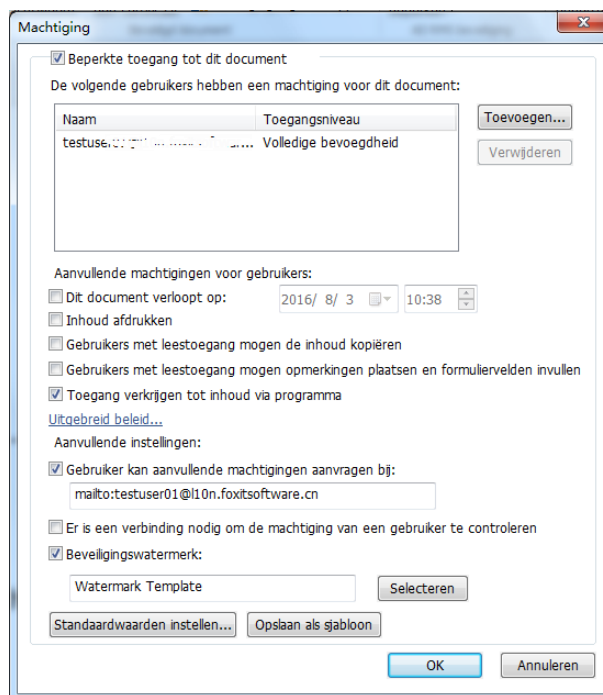 Machtiging
Beperkte toegang tot dit document
De volgende gebruikers hebben een machtiging voor dit document:
Naam Toegangsniveau
Toevoegen...
Volledige bevoegdheid
Verwijderen
Aanvullende machtigingen voor gebruikers:
Dit document verloopt op: 2016/ 8/ 3 10:38
Inhoud afdrukken
Gebruikers met leestoegang mogen de inhoud kopiëren
Gebruikers met leestoegang mogen opmerkingen plaatsen en formuliervelden invullen
Toegang verkrijgen tot inhoud via programma
Uitgebreid beleid...
Aanvullende instellingen:
Gebruiker kan aanvullende machtigingen aanvragen bij:
mailto:testuser01@l10n.foxitsoftware.cn
Er is een verbinding nodig om de machtiging van een gebruiker te controleren
Beveiligingswatermerk:
Watermark Template Selecteren
Standaardwaarden instellen... Opslaan als sjabloon
OK Annuleren